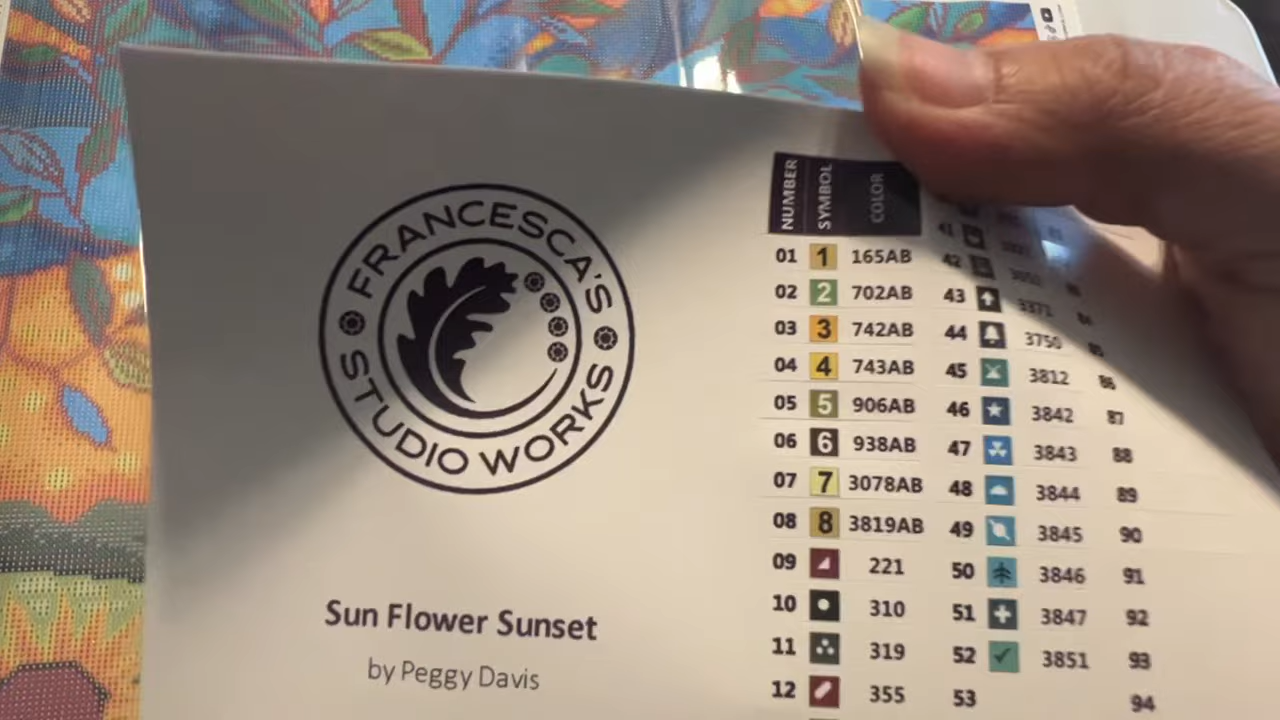 FRANCESCA'S
STUDIO WORKS
Sun Flower Sunset
by Peggy Davis
NUMBER SYMBOL COLOR
01 1 165AB
02 2 702AB
03 3 742AB
04 4 743AB
05 5 906AB
06 6 938AB
07 7 3078AB
08 8 3819AB
09 221
10 310
11 319
12 355
41
42
43 3371
44 3750
45 3812
46 3842
47 3843
48 3844
49 3845
50 3846
51 3847
52 3851
53
86
87
88
89
90
91
92
93
94